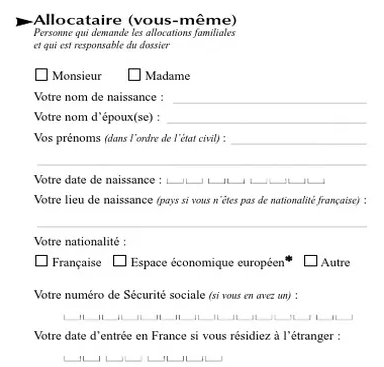 Allocataire (vous-même)
Personne qui demande les allocations familiales
et qui est responsable du dossier
Monsieur Madame
Votre nom de naissance :
Votre nom d'époux(se) :
Vos prénoms (dans l'ordre de l'état civil) :
Votre date de naissance :
Votre lieu de naissance (pays si vous n'êtes pas de nationalité française) :
Votre nationalité :
Française Espace économique européen* Autre
Votre numéro de Sécurité sociale (si vous en avez un) :
Votre date d'entrée en France si vous résidiez à l'étranger :